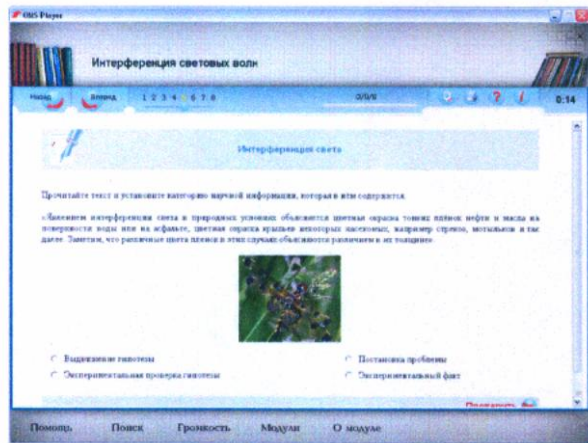 OMS Player
Интерференция световых волн
Назад Вперед 1 2 3 4 6 7 8 0/0/0 ? i 0:14
Интерференция света
Прочитайте текст и установите категорию научной информации, которая в нём содержится.
«Явлением интерференции света в природных условиях объясняется цветная окраска тонких плёнок нефти и масла на
поверхности воды или на асфальте, цветная окраска крыльев некоторых насекомых, например стрекоз, мотыльков и так
далее. Заметим, что различные цвета плёнки в этих случаях объясняются различием в их толщине».
Выдвижение гипотезы
Постановка проблемы
Экспериментальная проверка гипотезы
Экспериментальный факт
Помощь Поиск Громкость Модули О модуле